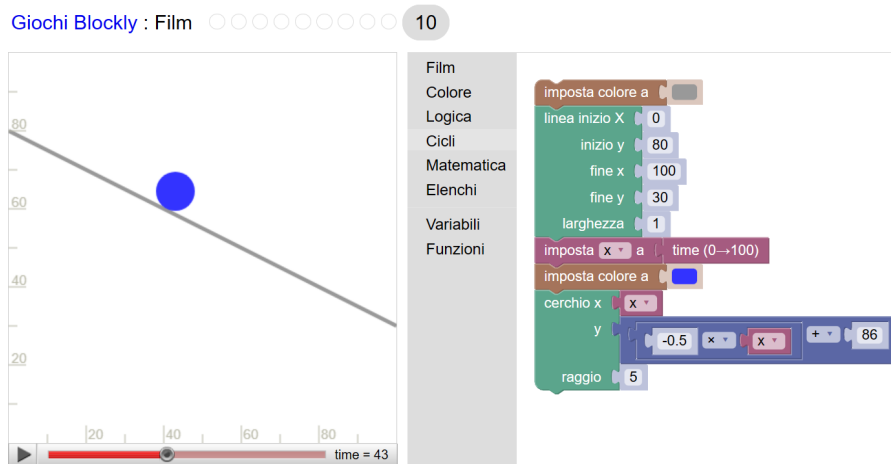 Giochi Blockly : Film 10
80
60
40
20
20 40 60 80
time = 43
Film
Colore
Logica
Cicli
Matematica
Elenchi
Variabili
Funzioni
imposta colore a
linea inizio X 0
inizio y 80
fine x 100
fine y 30
larghezza 1
imposta x a time (0→100)
imposta colore a
cerchio x x
y -0.5 × x + 86
raggio 5